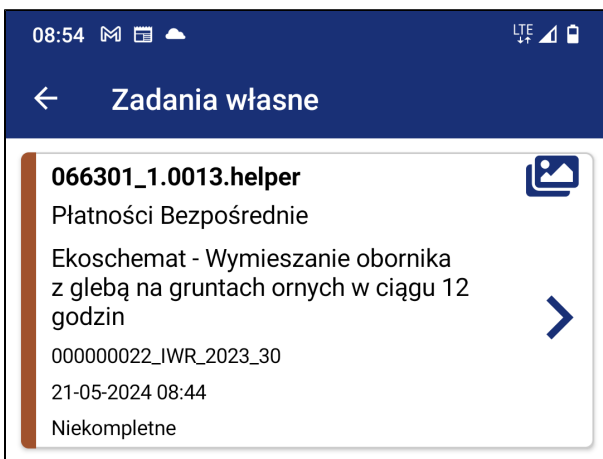 08:54 LTE
Zadania własne
066301_1.0013.helper
Płatności Bezpośrednie
Ekoschemat - Wymieszanie obornika
z glebą na gruntach ornych w ciągu 12
godzin
000000022_IWR_2023_30
21-05-2024 08:44
Niekompletne